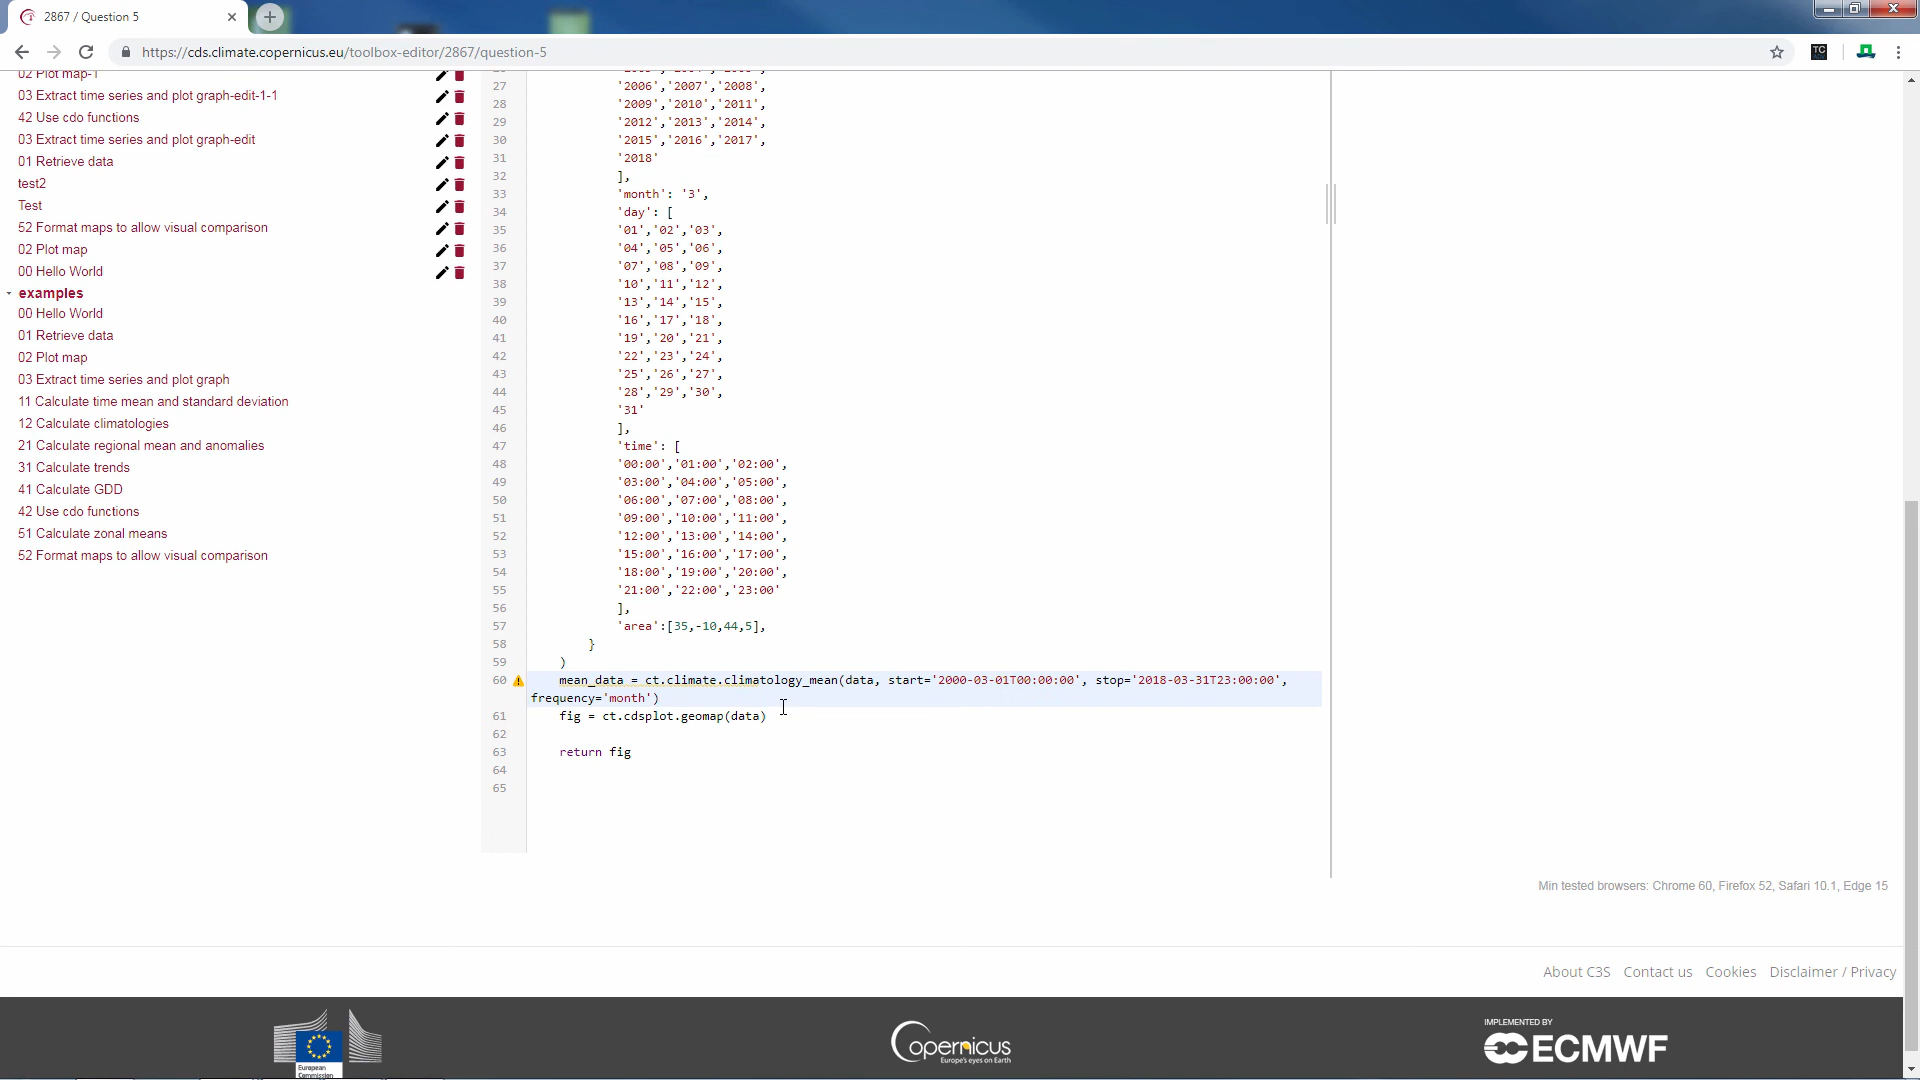 2867 / Question 5
https://cds.climate.copernicus.eu/toolbox-editor/2867/question-5
TC
02 Plot map-1
03 Extract time series and plot graph-edit-1-1
42 Use cdo functions
03 Extract time series and plot graph-edit
01 Retrieve data
test2
Test
52 Format maps to allow visual comparison
02 Plot map
00 Hello World
examples
00 Hello World
01 Retrieve data
02 Plot map
03 Extract time series and plot graph
11 Calculate time mean and standard deviation
12 Calculate climatologies
21 Calculate regional mean and anomalies
31 Calculate trends
41 Calculate GDD
42 Use cdo functions
51 Calculate zonal means
52 Format maps to allow visual comparison
27 '2006','2007','2008',
28 '2009','2010','2011',
29 '2012','2013','2014',
30 '2015','2016','2017',
31 '2018'
32 ],
33 'month': '3',
34 'day': [
35 '01','02','03',
36 '04','05','06',
37 '07','08','09',
38 '10','11','12',
39 '13','14','15',
40 '16','17','18',
41 '19','20','21',
42 '22','23','24',
43 '25','26','27',
44 '28','29','30',
45 '31'
46 ],
47 'time': [
48 '00:00','01:00','02:00',
49 '03:00','04:00','05:00',
50 '06:00','07:00','08:00',
51 '09:00','10:00','11:00',
52 '12:00','13:00','14:00',
53 '15:00','16:00','17:00',
54 '18:00','19:00','20:00',
55 '21:00','22:00','23:00'
56 ],
57 'area':[35,-10,44,5],
58 }
59 )
60 mean_data = ct.climate.climatology_mean(data, start='2000-03-01T00:00:00', stop='2018-03-31T23:00:00',
frequency='month')
61 fig = ct.cdsplot.geomap(data)
62
63 return fig
64
65
Min tested browsers: Chrome 60, Firefox 52, Safari 10.1, Edge 15
About C3S Contact us Cookies Disclaimer / Privacy
European
Commission
opernicus
Europe's eyes on Earth
IMPLEMENTED BY
ECMWF